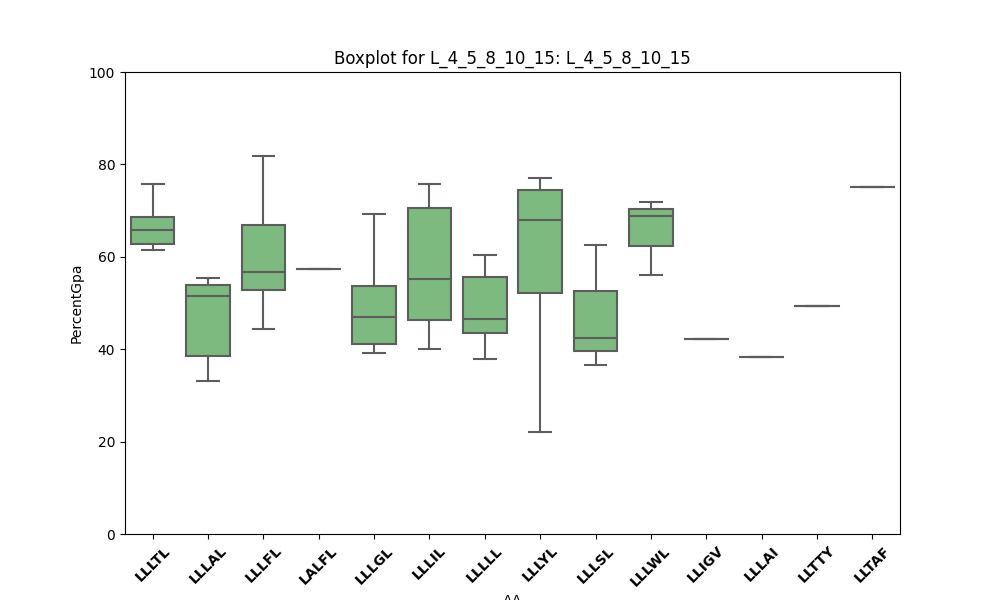 Boxplot for L_4_5_8_10_15: L_4_5_8_10_15
100
80
60
40
20
0
PercentGpa
LLLTL
LLLAL
LLLFL
LALFL
LLLGL
LLLIL
LLLLL
LLLYL
LLLSL
LLLWL
LLIGV
LLLAI
LLTTY
LLTAF
AA